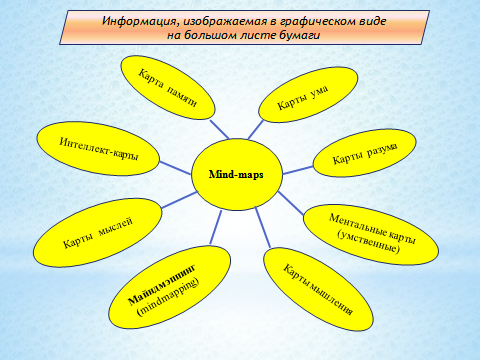 Информация, изображаемая в графическом виде
на большом листе бумаги
Карта памяти
Карты ума
Интеллект-карты
Карты разума
Mind-maps
Карты мыслей
Ментальные карты
(умственные)
Майндмэппинг
(mindmapping)
Карты мышления